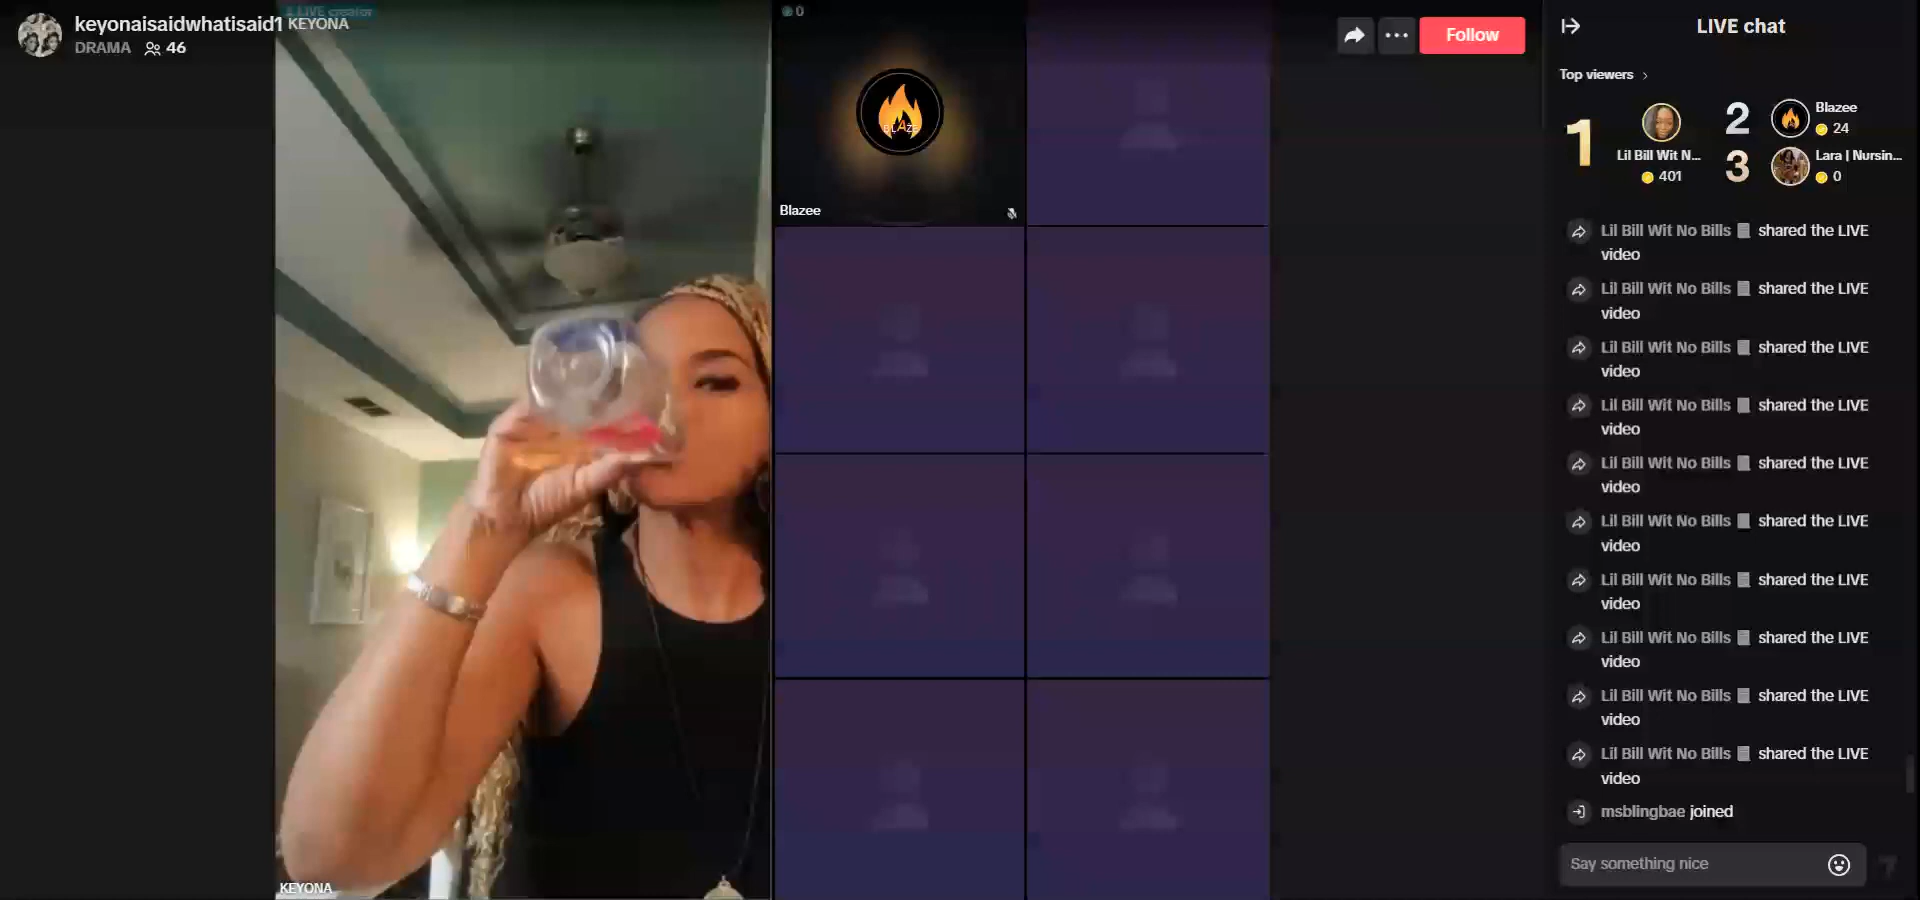 LIVE creator
keyonaisaidwhatisaid1 KEYONA
DRAMA 46
0
Follow
LIVE chat
Top viewers
1
Lil Bill Wit N...
401
2
Blazee
24
3
Lara | Nursin...
0
BLAZE
Blazee
Lil Bill Wit No Bills shared the LIVE
video
Lil Bill Wit No Bills shared the LIVE
video
Lil Bill Wit No Bills shared the LIVE
video
Lil Bill Wit No Bills shared the LIVE
video
Lil Bill Wit No Bills shared the LIVE
video
Lil Bill Wit No Bills shared the LIVE
video
Lil Bill Wit No Bills shared the LIVE
video
Lil Bill Wit No Bills shared the LIVE
video
Lil Bill Wit No Bills shared the LIVE
video
Lil Bill Wit No Bills shared the LIVE
video
msblingbae joined
Say something nice
KEYONA